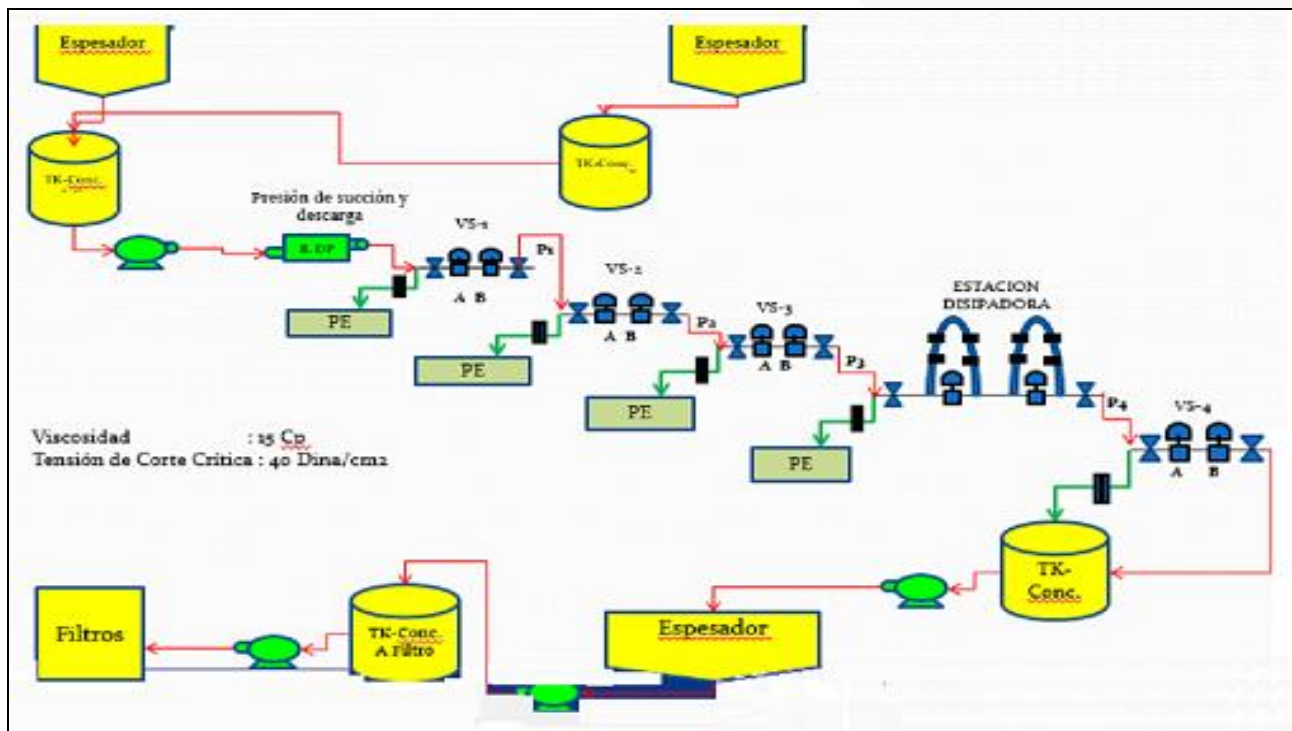 Espesador
Espesador
TK-Conc.
TK-Conc.
Presión de succión y
descarga
VS-1
P1
A B
PE
VS-2
P2
A B
PE
VS-3
P3
A B
PE
ESTACION
DISIPADORA
P4
PE
VS-4
A B
Viscosidad : 15 Cp
Tensión de Corte Crítica : 40 Dina/cm2
TK-
Conc.
Espesador
TK-Conc.
A Filtro
Filtros